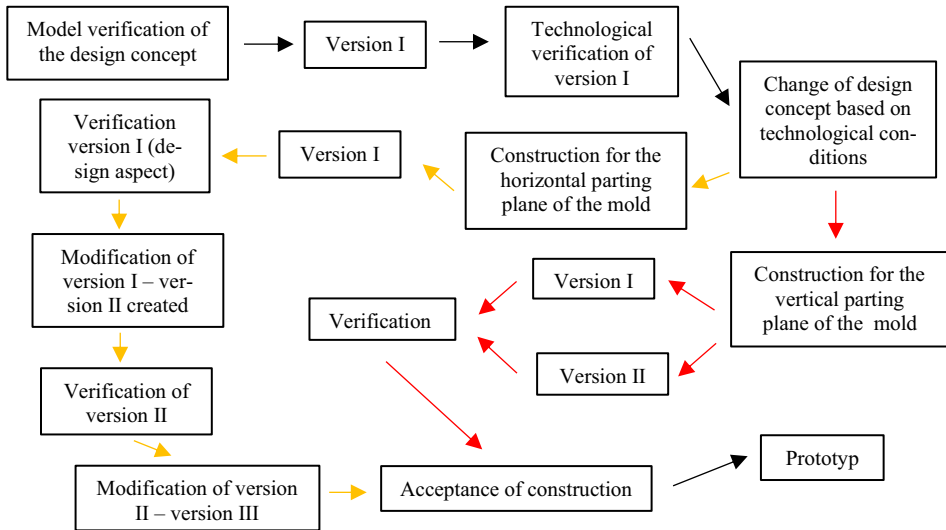 Model verification of
the design concept
Version I
Technological
verification of
version I
Change of design
concept based on
technological con-
ditions
Verification
version I (de-
sign aspect)
Version I
Construction for the
horizontal parting
plane of the mold
Modification of
version I – ver-
sion II created
Verification
Version I
Version II
Construction for the
vertical parting
plane of the mold
Verification of
version II
Modification of version
II – version III
Acceptance of construction
Prototyp